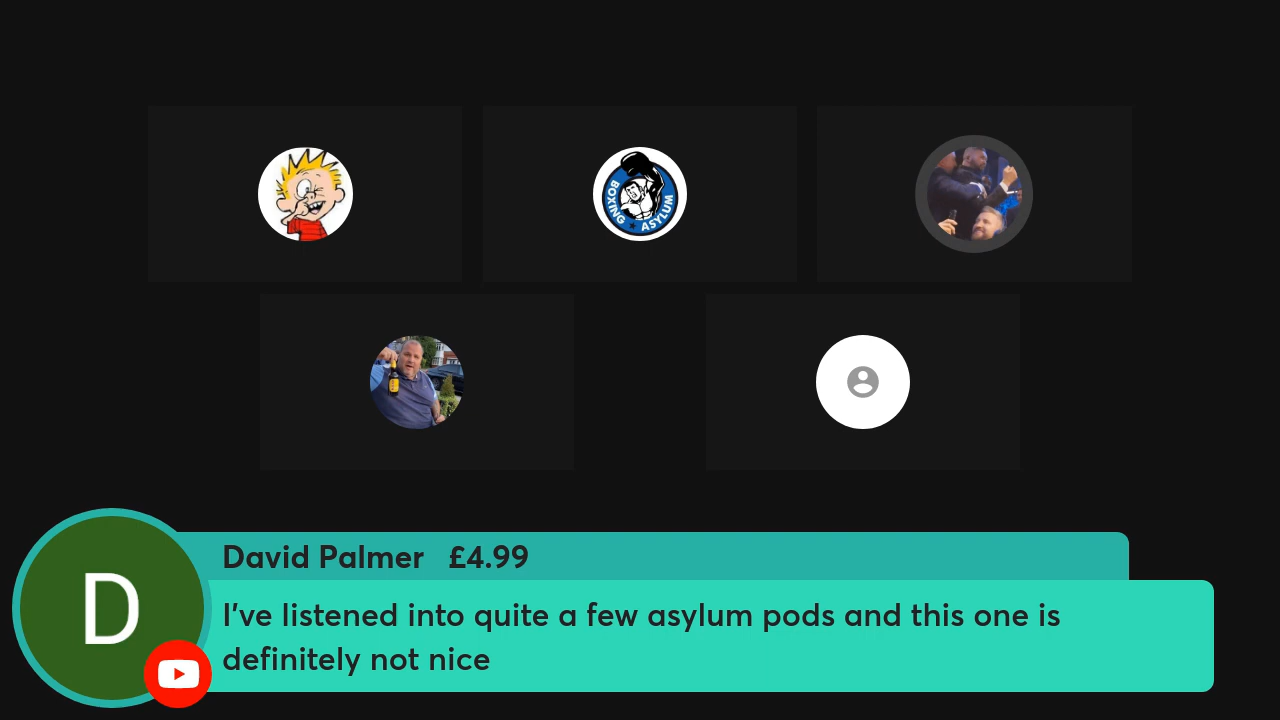 BOXING ASYLUM
David Palmer £4.99
D
I've listened into quite a few asylum pods and this one is
definitely not nice